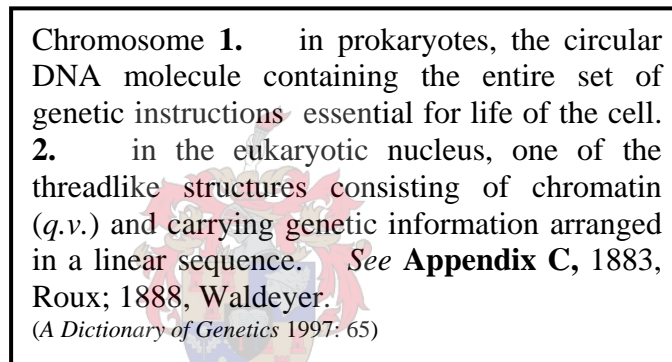 Chromosome 1. in prokaryotes, the circular
DNA molecule containing the entire set of
genetic instructions essential for life of the cell.
2. in the eukaryotic nucleus, one of the
threadlike structures consisting of chromatin
(q.v.) and carrying genetic information arranged
in a linear sequence. See Appendix C, 1883,
Roux; 1888, Waldeyer.
(A Dictionary of Genetics 1997: 65)